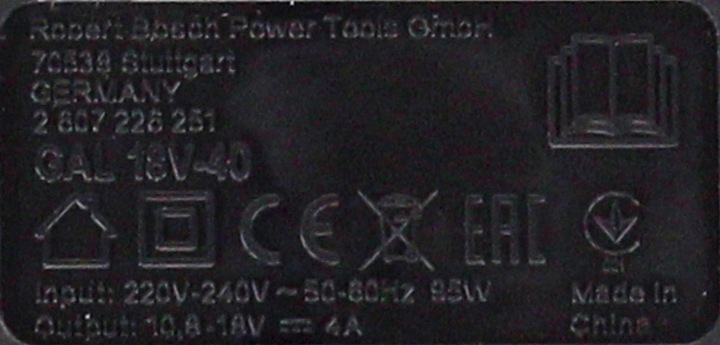 Robert Bosch Power Tools GmbH
70538 Stuttgart
GERMANY
2 607 226 251
GAL 18V-40
CE EAC
Input: 220V-240V ~ 50-60Hz 95W
Output: 10,8-18V ⎓ 4A
Made in
China